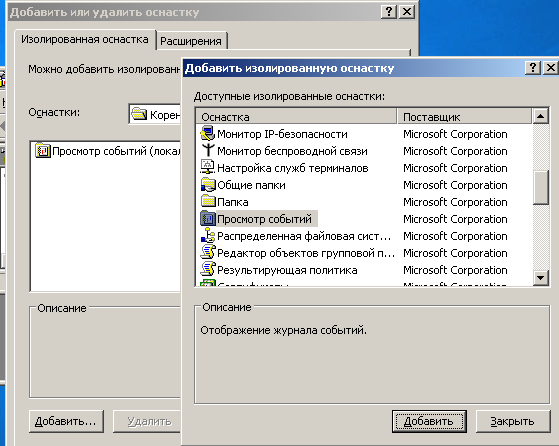 Добавить или удалить оснастку
Изолированная оснастка
Расширения
Можно добавить изолированн
Оснастки:
Корен
Просмотр событий (локал
Описание
Добавить...
Удалить
Добавить изолированную оснастку
Доступные изолированные оснастки:
Оснастка Поставщик
Монитор IP-безопасности Microsoft Corporation
Монитор беспроводной связи Microsoft Corporation
Настройка служб терминалов Microsoft Corporation
Общие папки Microsoft Corporation
Папка Microsoft Corporation
Просмотр событий Microsoft Corporation
Распределенная файловая сист... Microsoft Corporation
Редактор объектов групповой п... Microsoft Corporation
Результирующая политика Microsoft Corporation
Сертификаты Microsoft Corporation
Описание
Отображение журнала событий.
Добавить
Закрыть